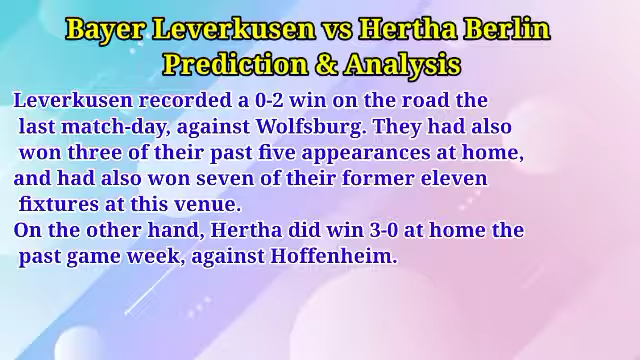 Bayer Leverkusen vs Hertha Berlin
Prediction & Analysis
Leverkusen recorded a 0-2 win on the road the
last match-day, against Wolfsburg. They had also
won three of their past five appearances at home,
and had also won seven of their former eleven
fixtures at this venue.
On the other hand, Hertha did win 3-0 at home the
past game week, against Hoffenheim.